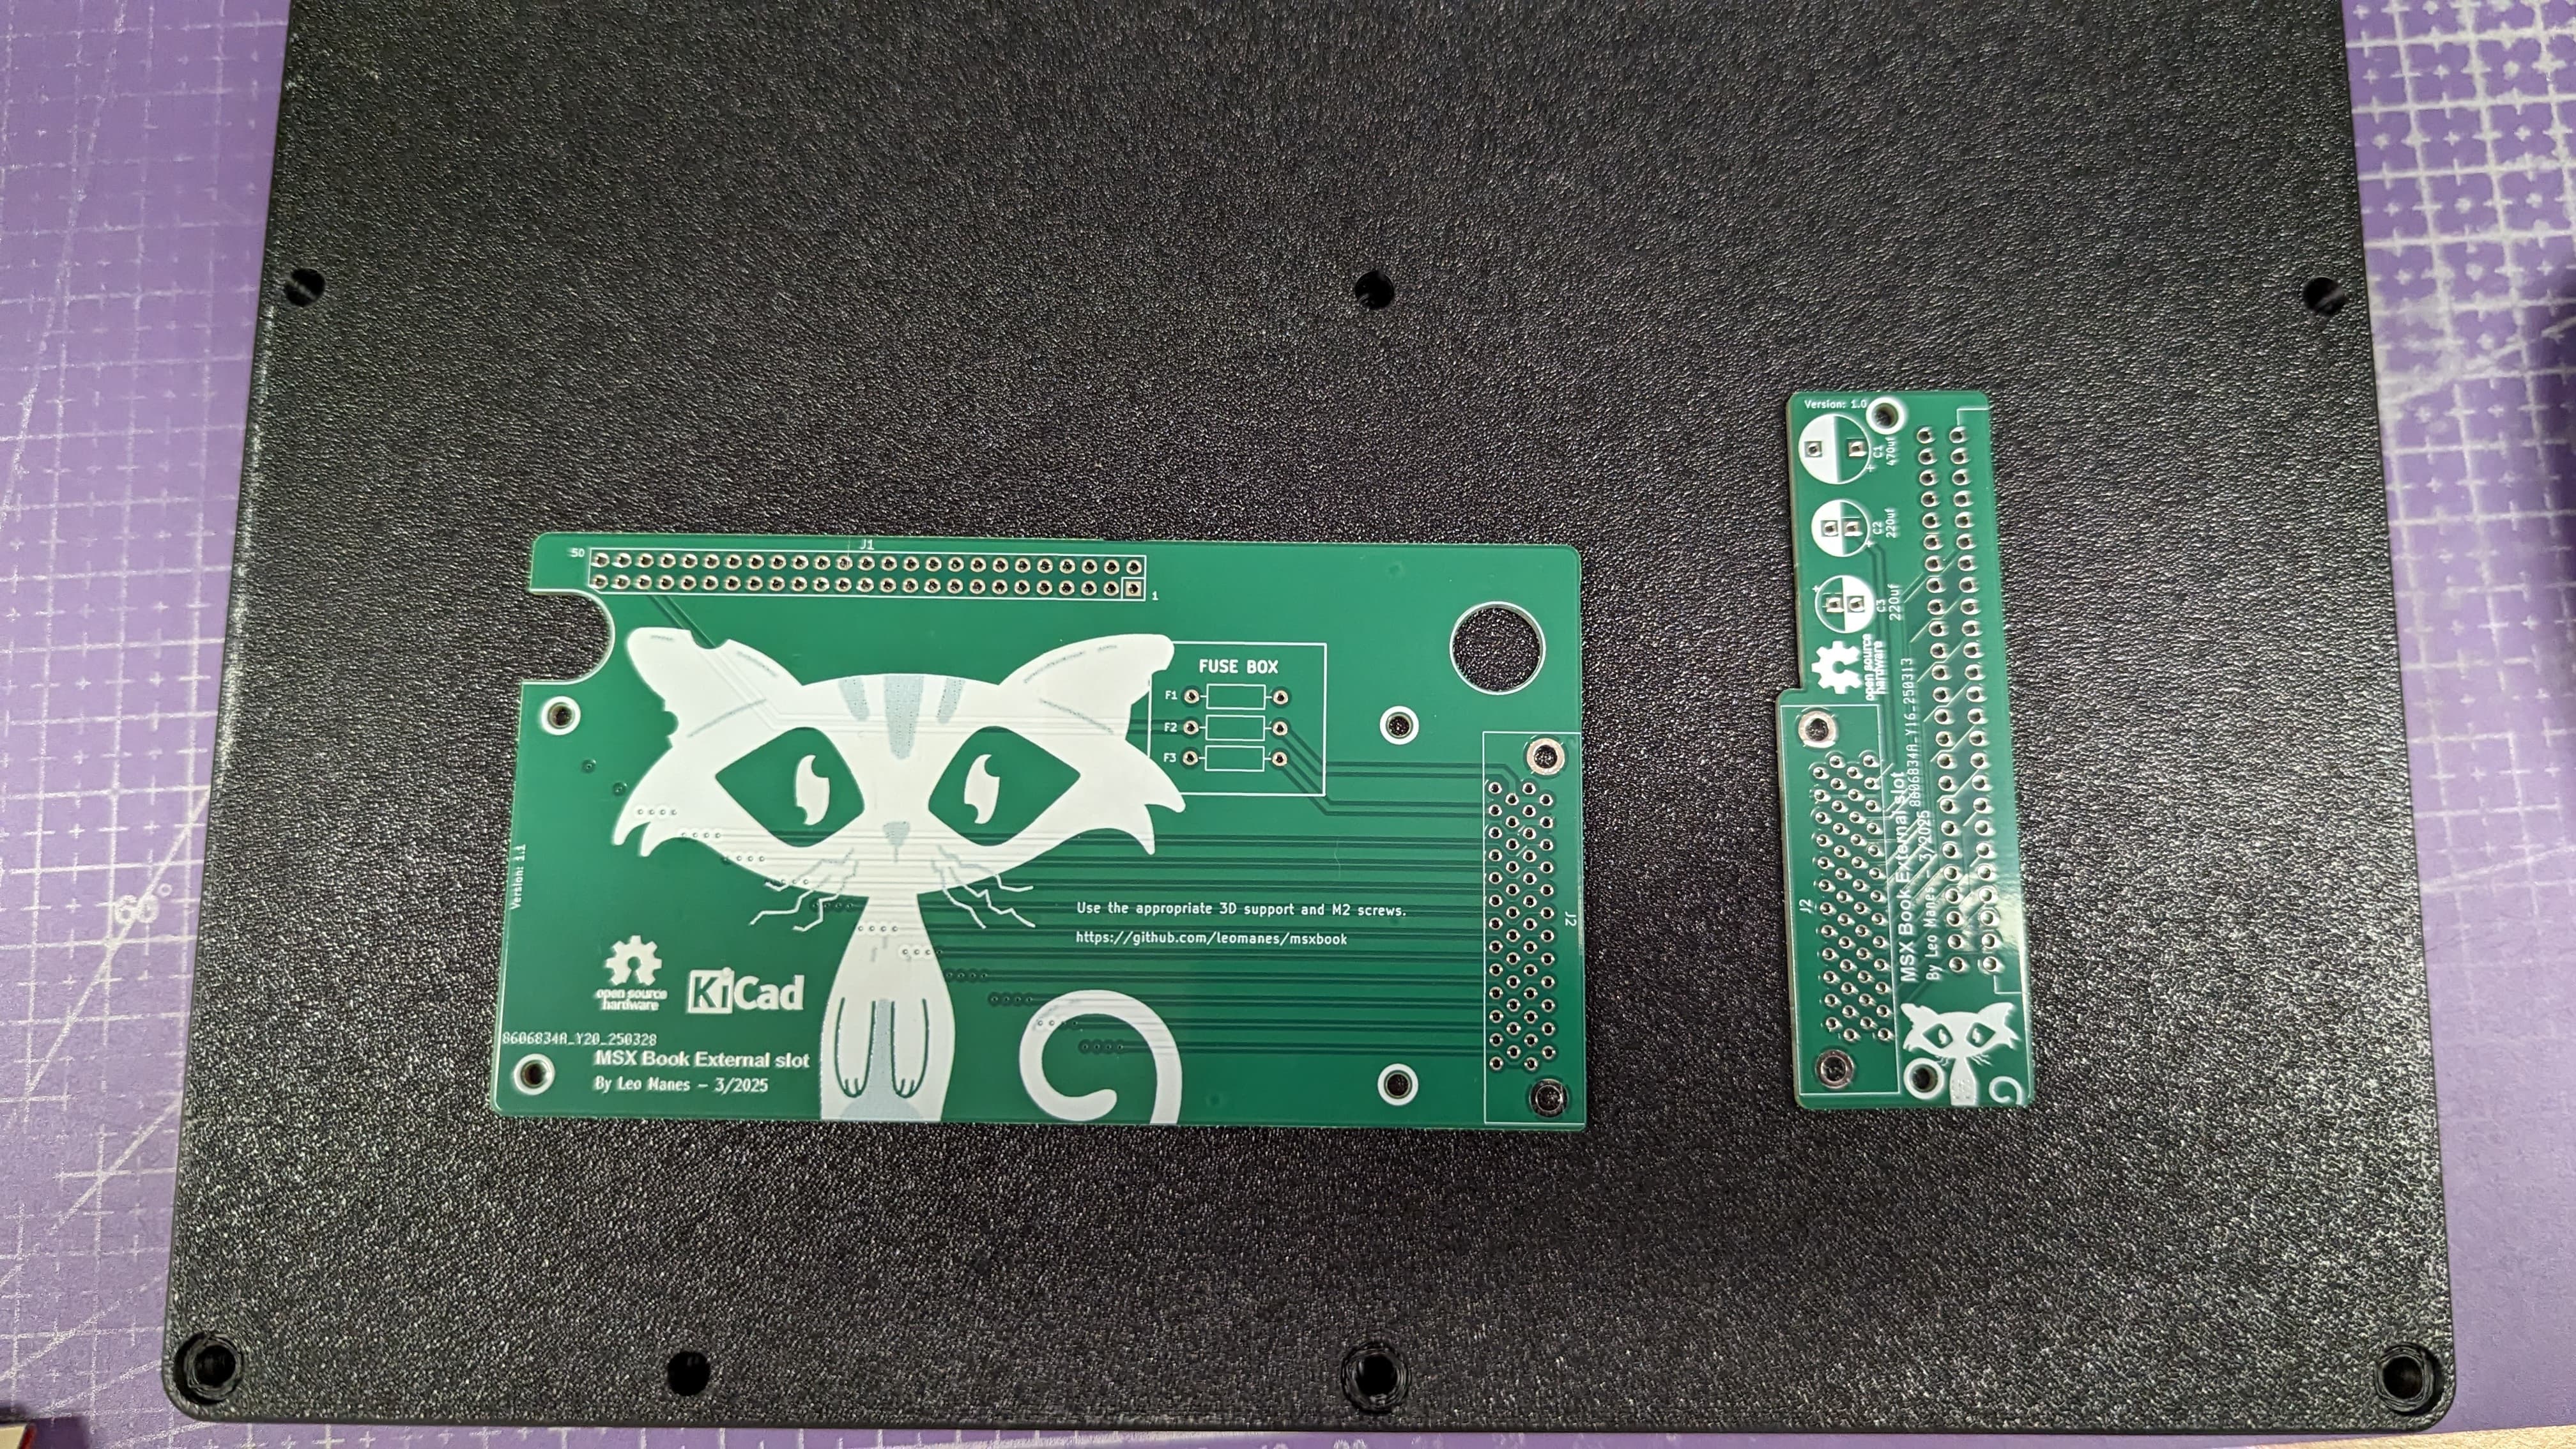 50
J1
1
FUSE BOX
F1
F2
F3
Version: 1.1
J2
Use the appropriate 3D support and M2 screws.
https://github.com/leomanes/msxbook
open source
hardware
KiCad
8606834A_Y20_250328
MSX Book External slot
By Leo Manes - 3/2025
Version: 1.0
+
C1
470uf
+
C2
220uf
+
C3
220uf
open source
hardware
8606834A_Y16_250313
J2
MSX Book External slot
By Leo Manes - 3/2025
60°